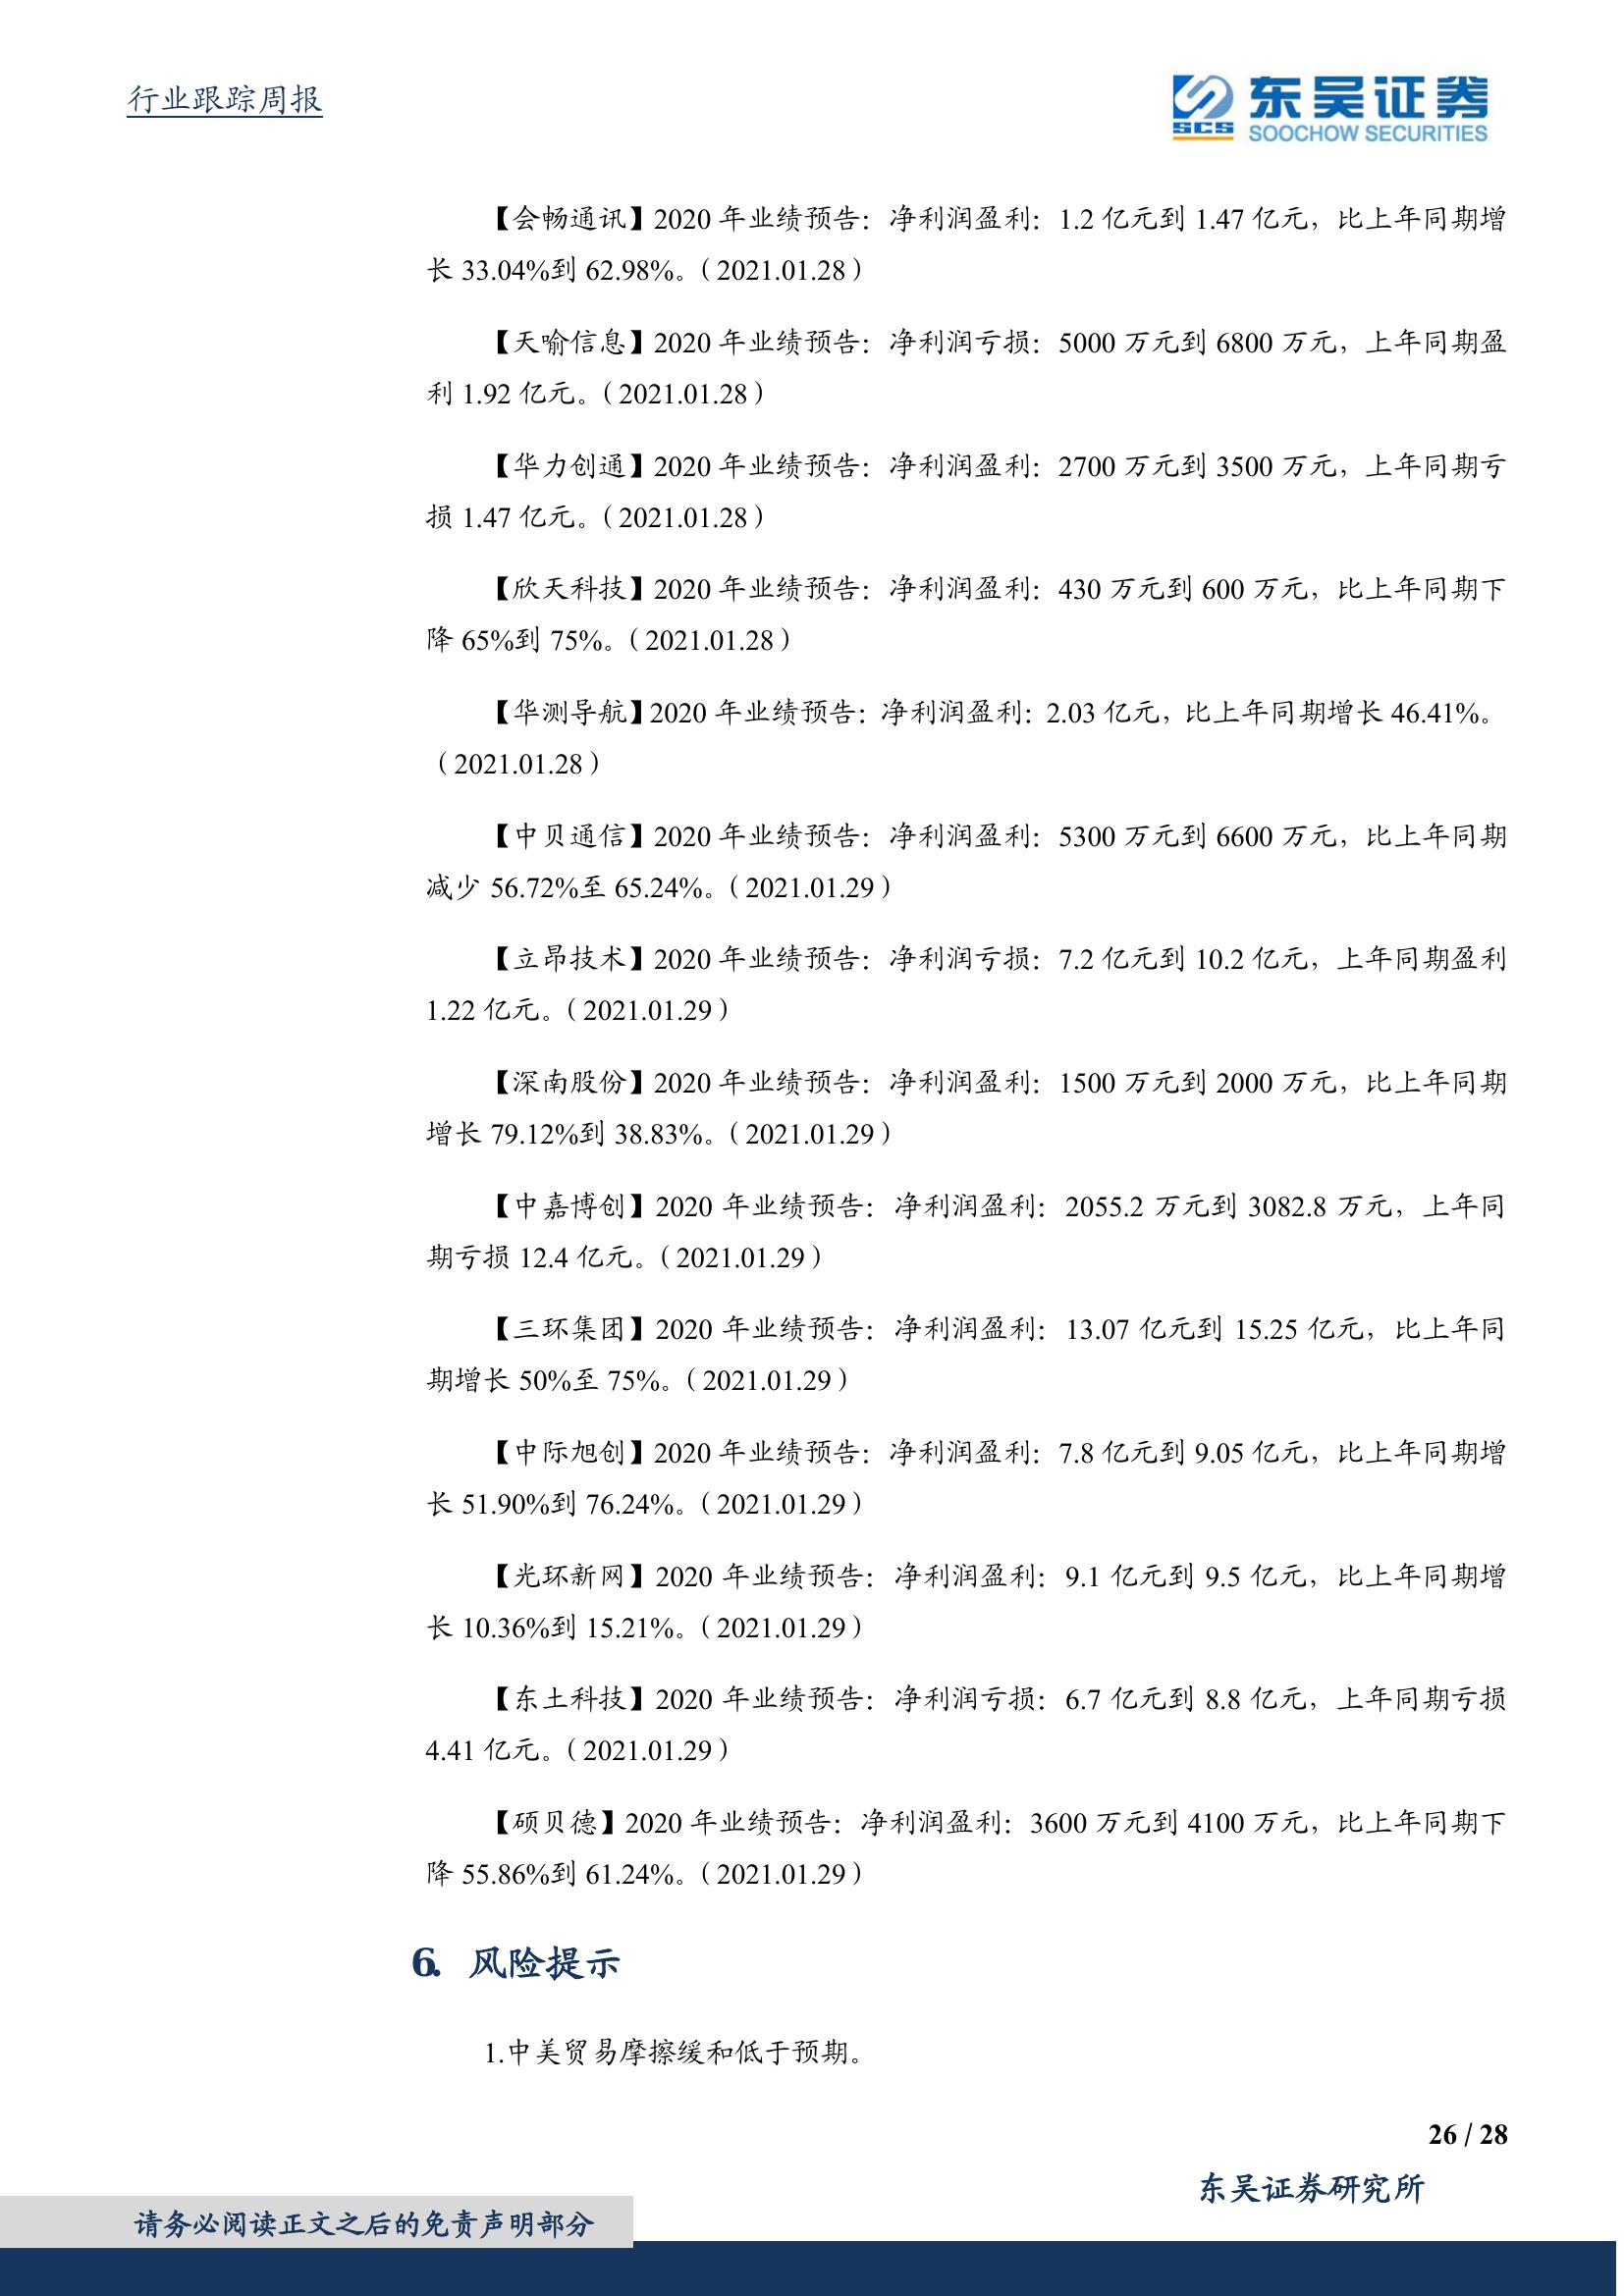 行业跟踪周报
东吴证券
SCS
SOOCHOW SECURITIES
【会畅通讯】2020 年业绩预告：净利润盈利：1.2 亿元到 1.47 亿元，比上年同期增
长 33.04%到 62.98%。（2021.01.28）
【天喻信息】2020 年业绩预告：净利润亏损：5000 万元到 6800 万元，上年同期盈
利 1.92 亿元。（2021.01.28）
【华力创通】2020 年业绩预告：净利润盈利：2700 万元到 3500 万元，上年同期亏
损 1.47 亿元。（2021.01.28）
【欣天科技】2020 年业绩预告：净利润盈利：430 万元到 600 万元，比上年同期下
降 65%到 75%。（2021.01.28）
【华测导航】2020 年业绩预告：净利润盈利：2.03 亿元，比上年同期增长 46.41%。
（2021.01.28）
【中贝通信】2020 年业绩预告：净利润盈利：5300 万元到 6600 万元，比上年同期
减少 56.72%至 65.24%。（2021.01.29）
【立昂技术】2020 年业绩预告：净利润亏损：7.2 亿元到 10.2 亿元，上年同期盈利
1.22 亿元。（2021.01.29）
【深南股份】2020 年业绩预告：净利润盈利：1500 万元到 2000 万元，比上年同期
增长 79.12%到 38.83%。（2021.01.29）
【中嘉博创】2020 年业绩预告：净利润盈利：2055.2 万元到 3082.8 万元，上年同
期亏损 12.4 亿元。（2021.01.29）
【三环集团】2020 年业绩预告：净利润盈利：13.07 亿元到 15.25 亿元，比上年同
期增长 50%至 75%。（2021.01.29）
【中际旭创】2020 年业绩预告：净利润盈利：7.8 亿元到 9.05 亿元，比上年同期增
长 51.90%到 76.24%。（2021.01.29）
【光环新网】2020 年业绩预告：净利润盈利：9.1 亿元到 9.5 亿元，比上年同期增
长 10.36%到 15.21%。（2021.01.29）
【东土科技】2020 年业绩预告：净利润亏损：6.7 亿元到 8.8 亿元，上年同期亏损
4.41 亿元。（2021.01.29）
【硕贝德】2020 年业绩预告：净利润盈利：3600 万元到 4100 万元，比上年同期下
降 55.86%到 61.24%。（2021.01.29）
6. 风险提示
1.中美贸易摩擦缓和低于预期。
26 / 28
东吴证券研究所
请务必阅读正文之后的免责声明部分